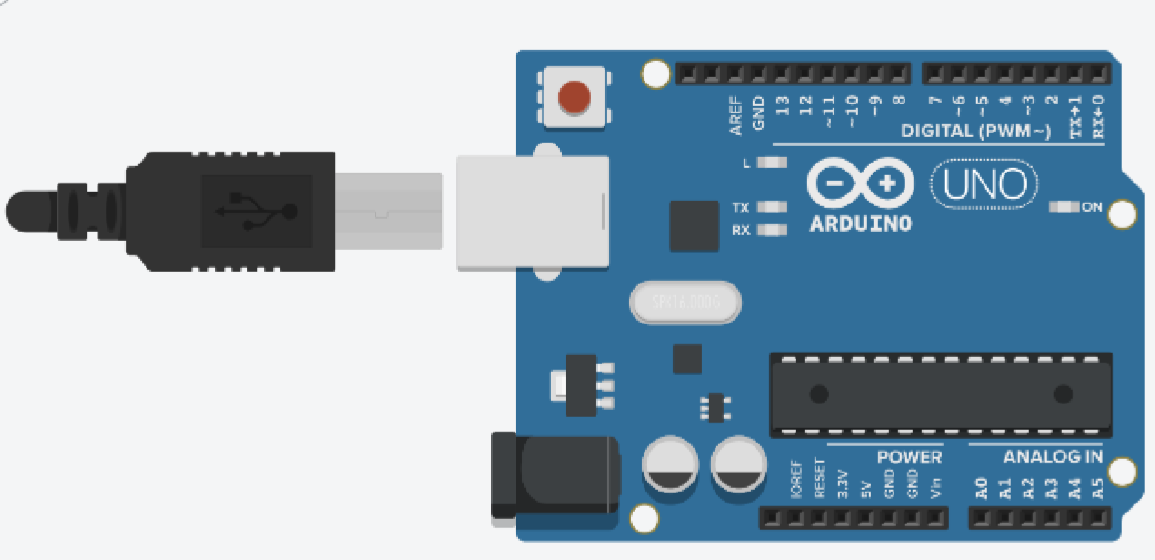 AREF
GND
13
12
~11
~10
~9
8
7
~6
~5
4
~3
2
TX→1
RX←0
DIGITAL (PWM~)
L
TX
RX
ARDUINO
UNO
ON
SPK16.000G
POWER
ANALOG IN
IOREF
RESET
3.3V
5V
GND
GND
Vin
A0
A1
A2
A3
A4
A5